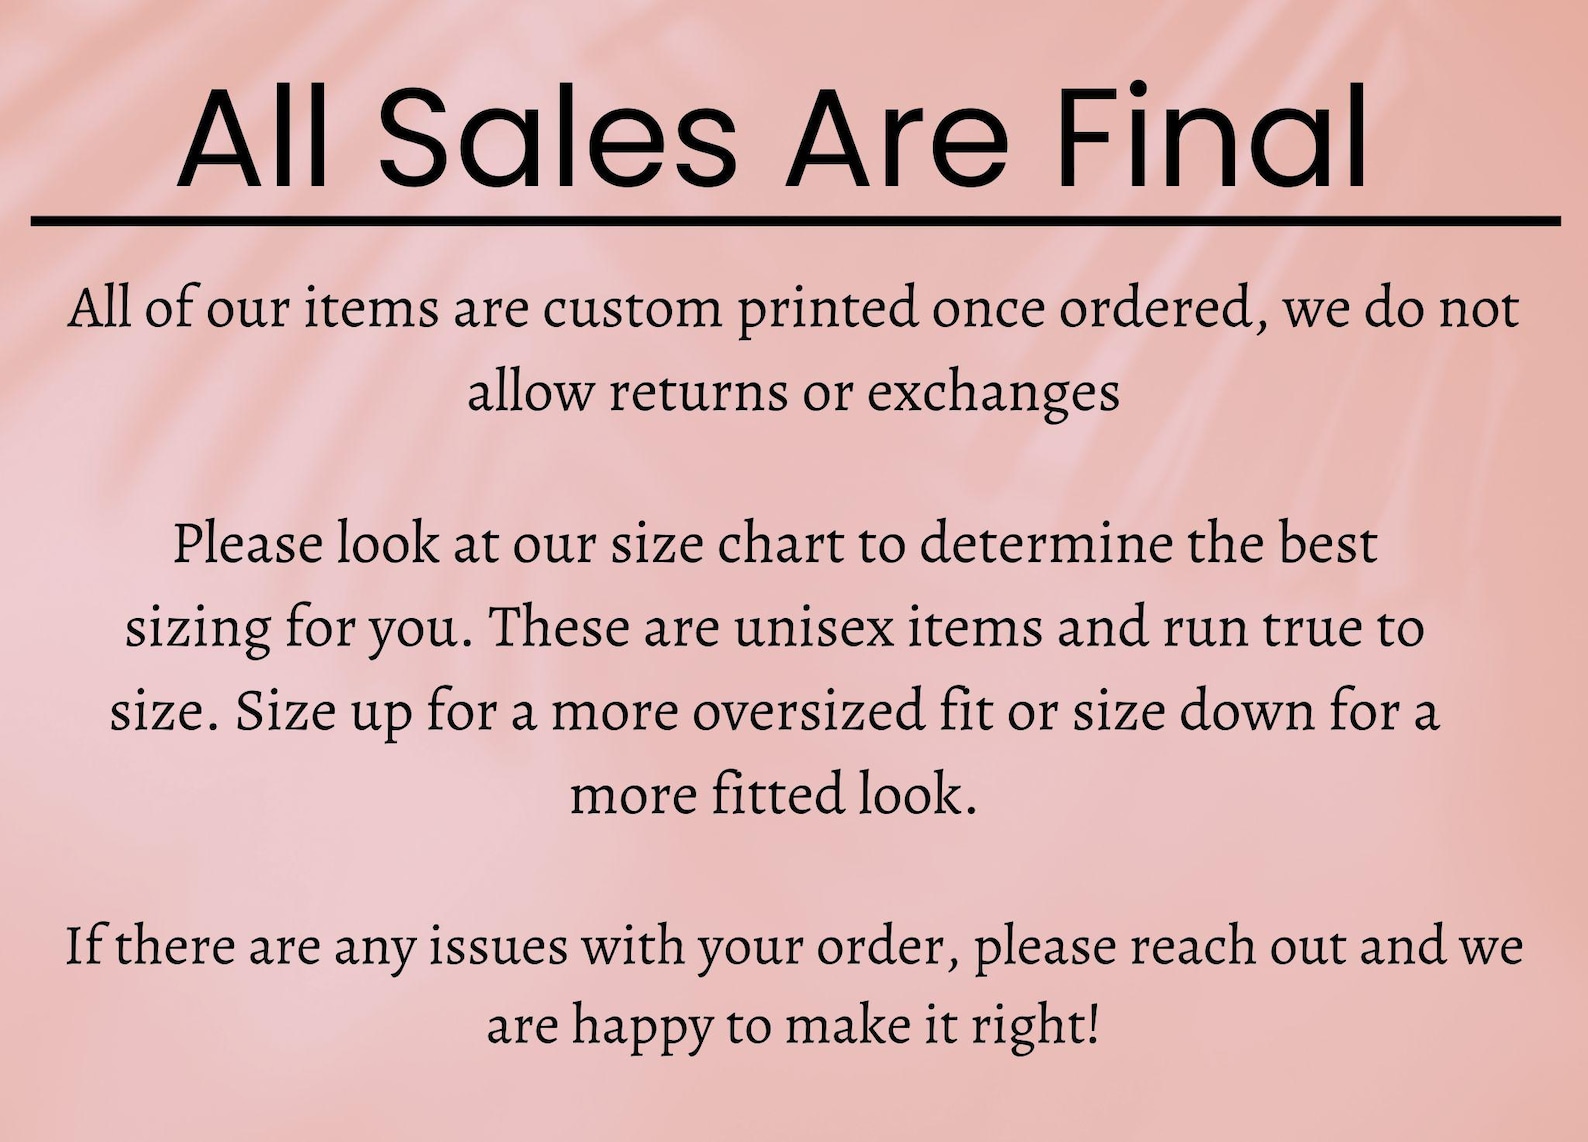 All Sales Are Final
All of our items are custom printed once ordered, we do not
allow returns or exchanges
Please look at our size chart to determine the best
sizing for you. These are unisex items and run true to
size. Size up for a more oversized fit or size down for a
more fitted look.
If there are any issues with your order, please reach out and we
are happy to make it right!